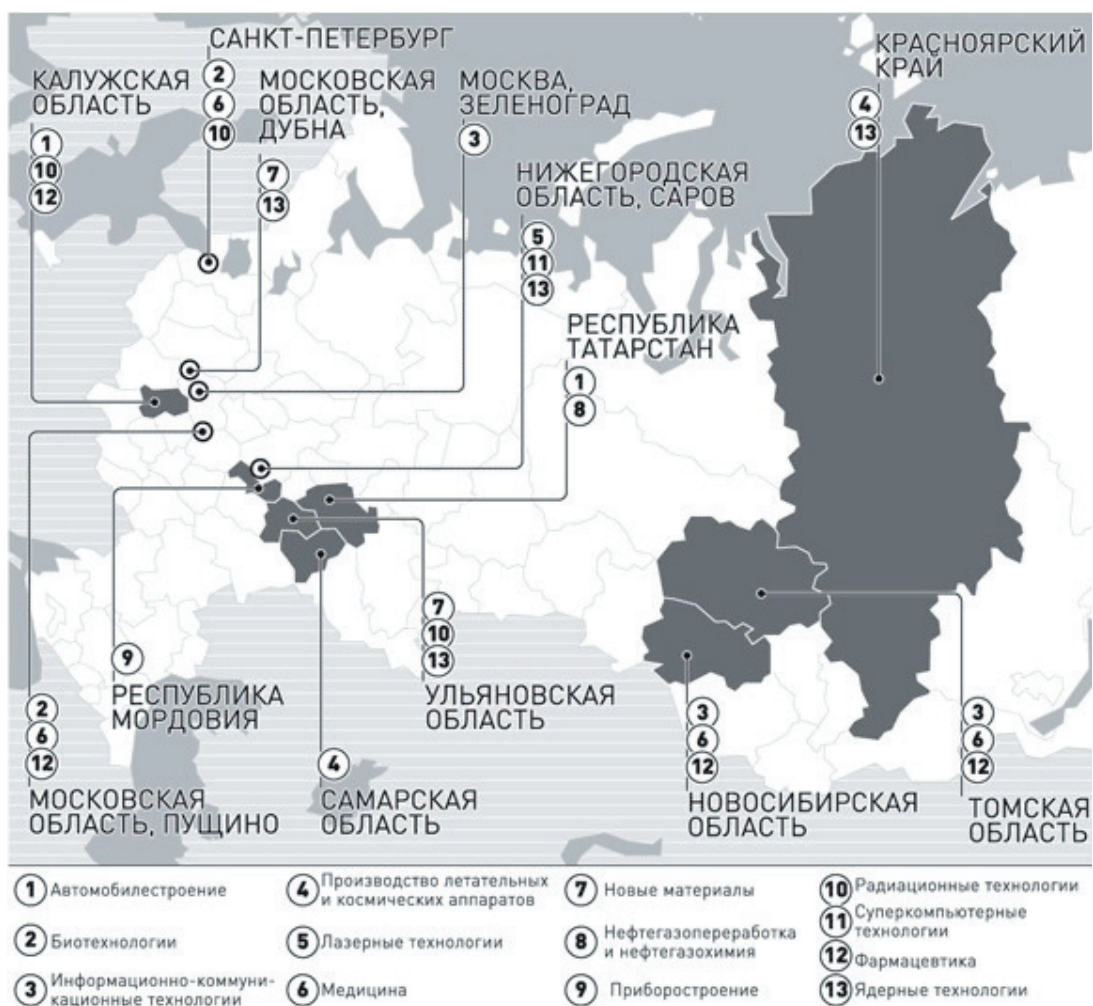 САНКТ-ПЕТЕРБУРГ
2
6
10
КАЛУЖСКАЯ
ОБЛАСТЬ
1
10
12
МОСКОВСКАЯ
ОБЛАСТЬ,
ДУБНА
7
13
МОСКВА,
ЗЕЛЕНОГРАД
3
КРАСНОЯРСКИЙ
КРАЙ
4
13
НИЖЕГОРОДСКАЯ
ОБЛАСТЬ, САРОВ
5
11
13
РЕСПУБЛИКА
ТАТАРСТАН
1
8
9
РЕСПУБЛИКА
МОРДОВИЯ
7
10
13
УЛЬЯНОВСКАЯ
ОБЛАСТЬ
2
6
12
МОСКОВСКАЯ
ОБЛАСТЬ, ПУЩИНО
4
САМАРСКАЯ
ОБЛАСТЬ
3
6
12
НОВОСИБИРСКАЯ
ОБЛАСТЬ
3
6
12
ТОМСКАЯ
ОБЛАСТЬ
1 Автомобилестроение
2 Биотехнологии
3 Информационно-коммуни-
кационные технологии
4 Производство летательных
и космических аппаратов
5 Лазерные технологии
6 Медицина
7 Новые материалы
8 Нефтегазопереработка
и нефтегазохимия
9 Приборостроение
10 Радиационные технологии
11 Суперкомпьютерные
технологии
12 Фармацевтика
13 Ядерные технологии